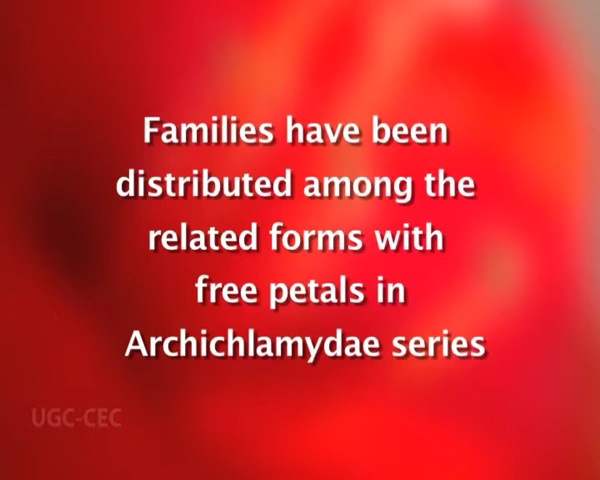 Families have been
distributed among the
related forms with
free petals in
Archichlamydae series
UGC-CEC